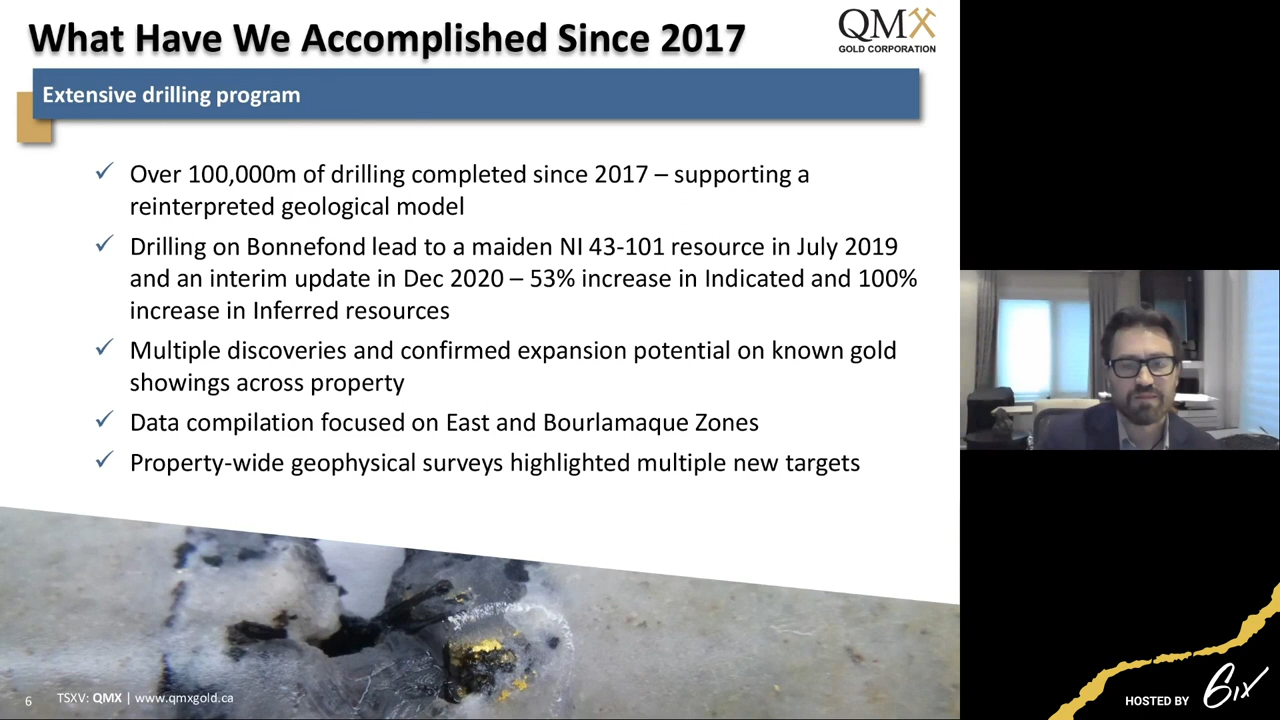 What Have We Accomplished Since 2017
QMX
GOLD CORPORATION
Extensive drilling program
Over 100,000m of drilling completed since 2017 – supporting a
reinterpreted geological model
Drilling on Bonnefond lead to a maiden NI 43-101 resource in July 2019
and an interim update in Dec 2020 – 53% increase in Indicated and 100%
increase in Inferred resources
Multiple discoveries and confirmed expansion potential on known gold
showings across property
Data compilation focused on East and Bourlamaque Zones
Property-wide geophysical surveys highlighted multiple new targets
6
TSXV: QMX | www.qmxgold.ca
HOSTED BY 6ix